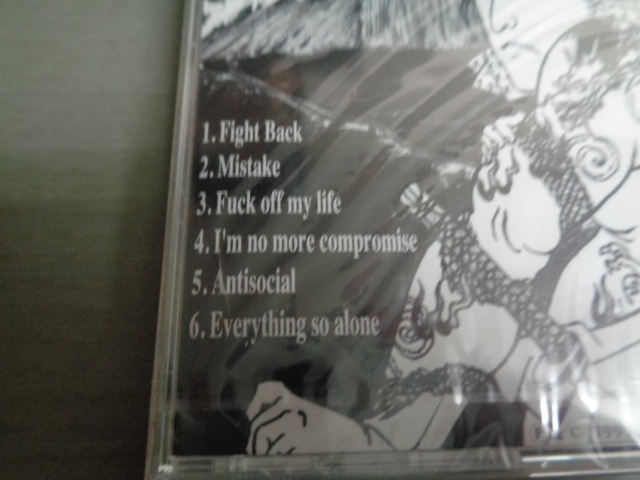 1. Fight Back
2. Mistake
3. Fuck off my life
4. I'm no more compromise
5. Antisocial
6. Everything so alone